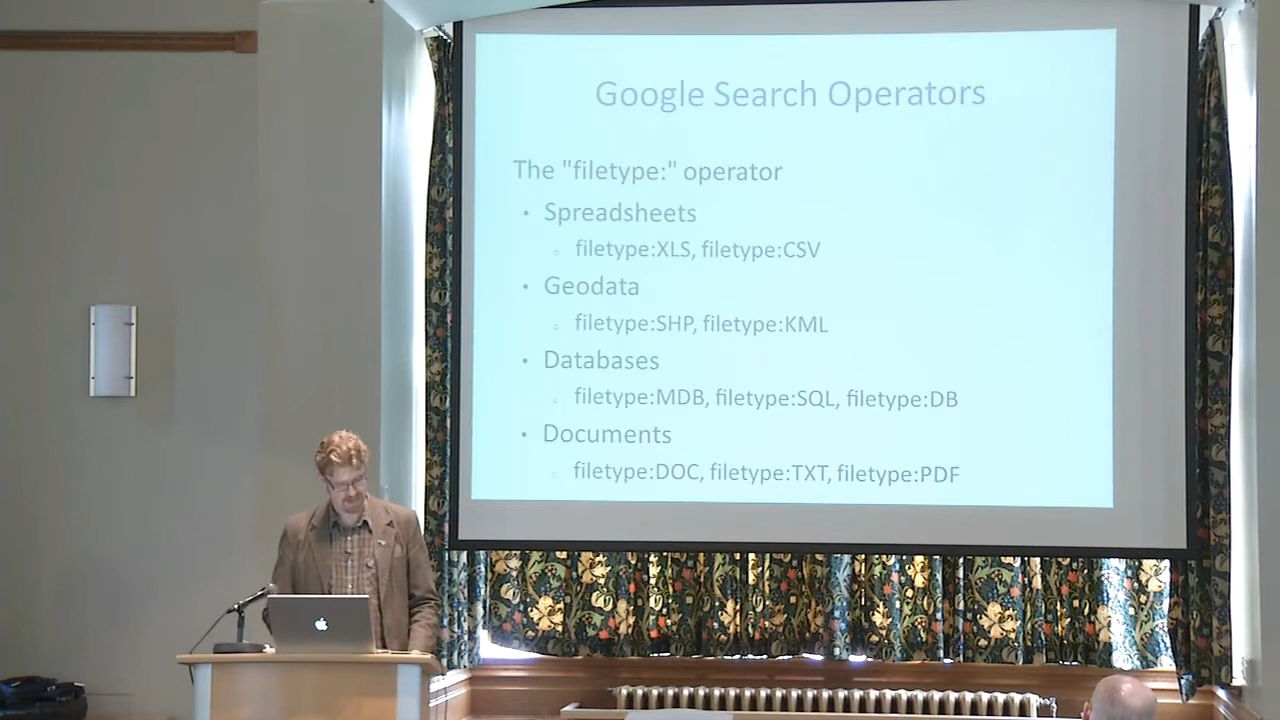 Google Search Operators
The "filetype:" operator
• Spreadsheets
○ filetype:XLS, filetype:CSV
• Geodata
○ filetype:SHP, filetype:KML
• Databases
○ filetype:MDB, filetype:SQL, filetype:DB
• Documents
○ filetype:DOC, filetype:TXT, filetype:PDF